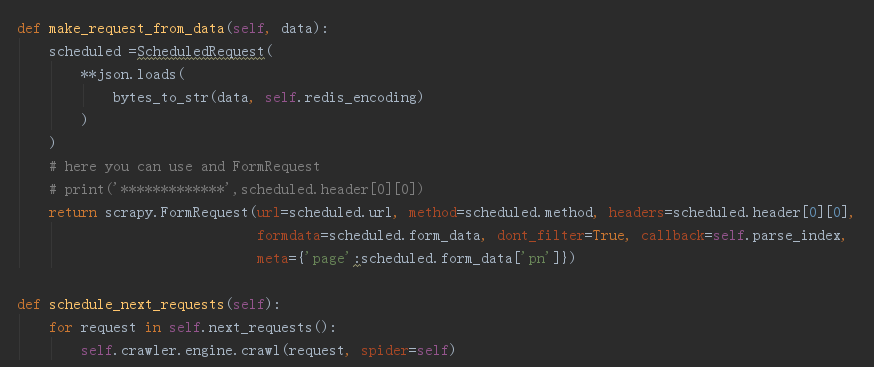 def make_request_from_data(self, data):
    scheduled =ScheduledRequest(
        **json.loads(
            bytes_to_str(data, self.redis_encoding)
        )
    )
    # here you can use and FormRequest
    # print('*************',scheduled.header[0][0])
    return scrapy.FormRequest(url=scheduled.url, method=scheduled.method, headers=scheduled.header[0][0],
                              formdata=scheduled.form_data, dont_filter=True, callback=self.parse_index,
                              meta={'page':scheduled.form_data['pn']})
def schedule_next_requests(self):
    for request in self.next_requests():
        self.crawler.engine.crawl(request, spider=self)